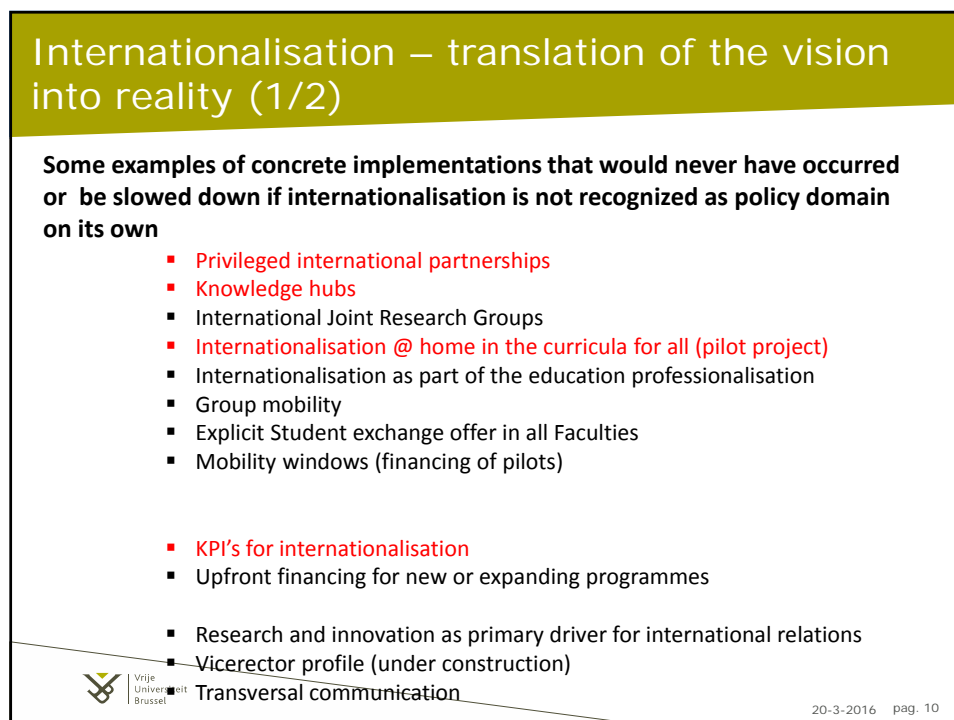 Internationalisation – translation of the vision
into reality (1/2)
Some examples of concrete implementations that would never have occurred
or be slowed down if internationalisation is not recognized as policy domain
on its own
▪ Privileged international partnerships
▪ Knowledge hubs
▪ International Joint Research Groups
▪ Internationalisation @ home in the curricula for all (pilot project)
▪ Internationalisation as part of the education professionalisation
▪ Group mobility
▪ Explicit Student exchange offer in all Faculties
▪ Mobility windows (financing of pilots)
▪ KPI's for internationalisation
▪ Upfront financing for new or expanding programmes
▪ Research and innovation as primary driver for international relations
▪ Vicerector profile (under construction)
▪ Transversal communication
Vrije
Universiteit
Brussel
20-3-2016 pag. 10